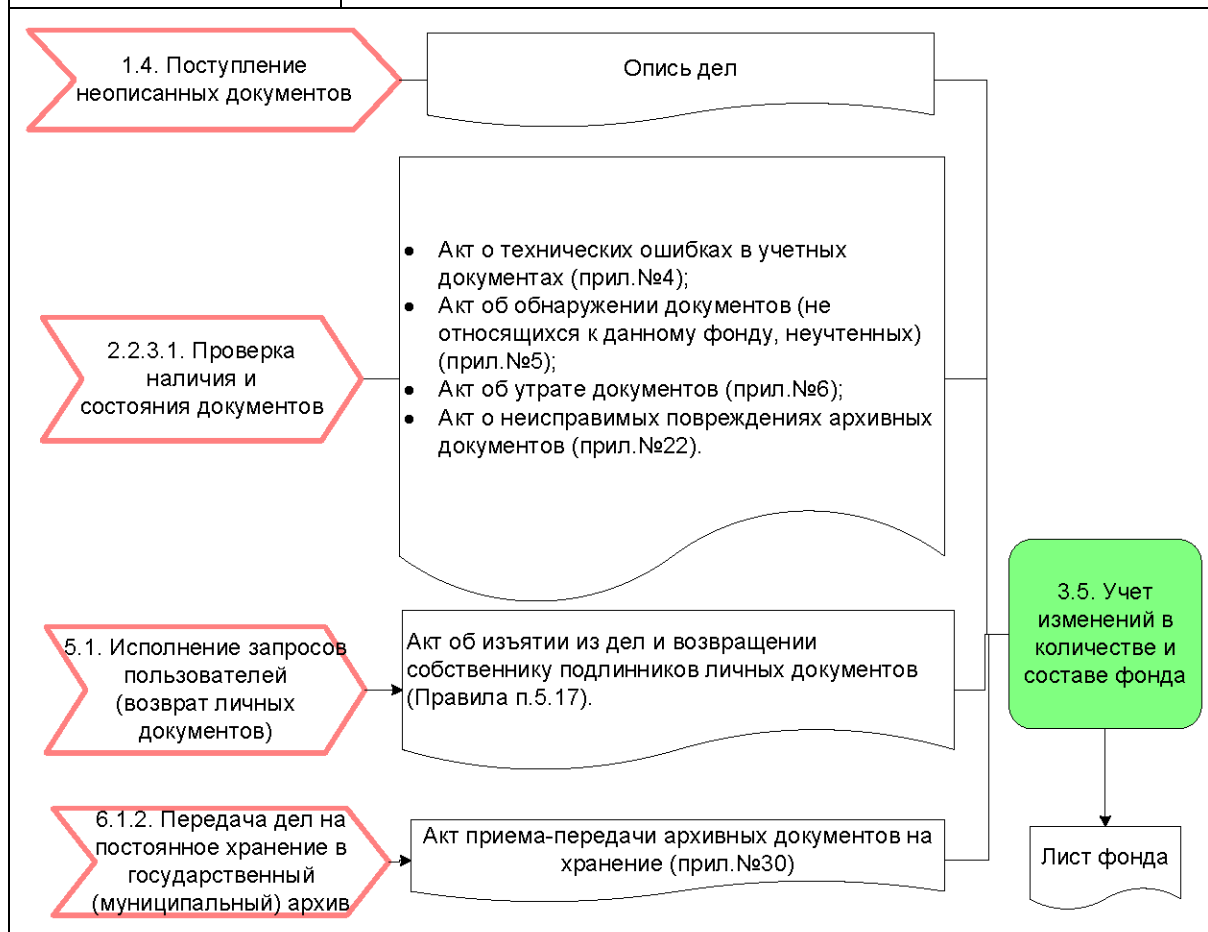 1.4. Поступление
неописанных документов
Опись дел
2.2.3.1. Проверка
наличия и
состояния документов
• Акт о технических ошибках в учетных
документах (прил.№4);
• Акт об обнаружении документов (не
относящихся к данному фонду, неучтенных)
(прил.№5);
• Акт об утрате документов (прил.№6);
• Акт о неисправимых повреждениях архивных
документов (прил.№22).
5.1. Исполнение запросов
пользователей
(возврат личных
документов)
Акт об изъятии из дел и возвращении
собственнику подлинников личных документов
(Правила п.5.17).
6.1.2. Передача дел на
постоянное хранение в
государственный
(муниципальный) архив
Акт приема-передачи архивных документов на
хранение (прил.№30)
3.5. Учет
изменений в
количестве и
составе фонда
Лист фонда